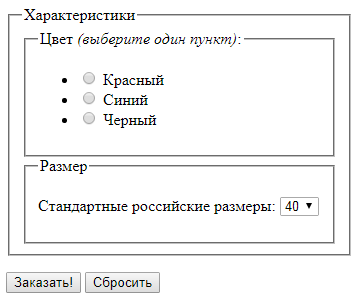 Характеристики
Цвет (выберите один пункт):
Красный
Синий
Черный
Размер
Стандартные российские размеры: 40
Заказать! Сбросить